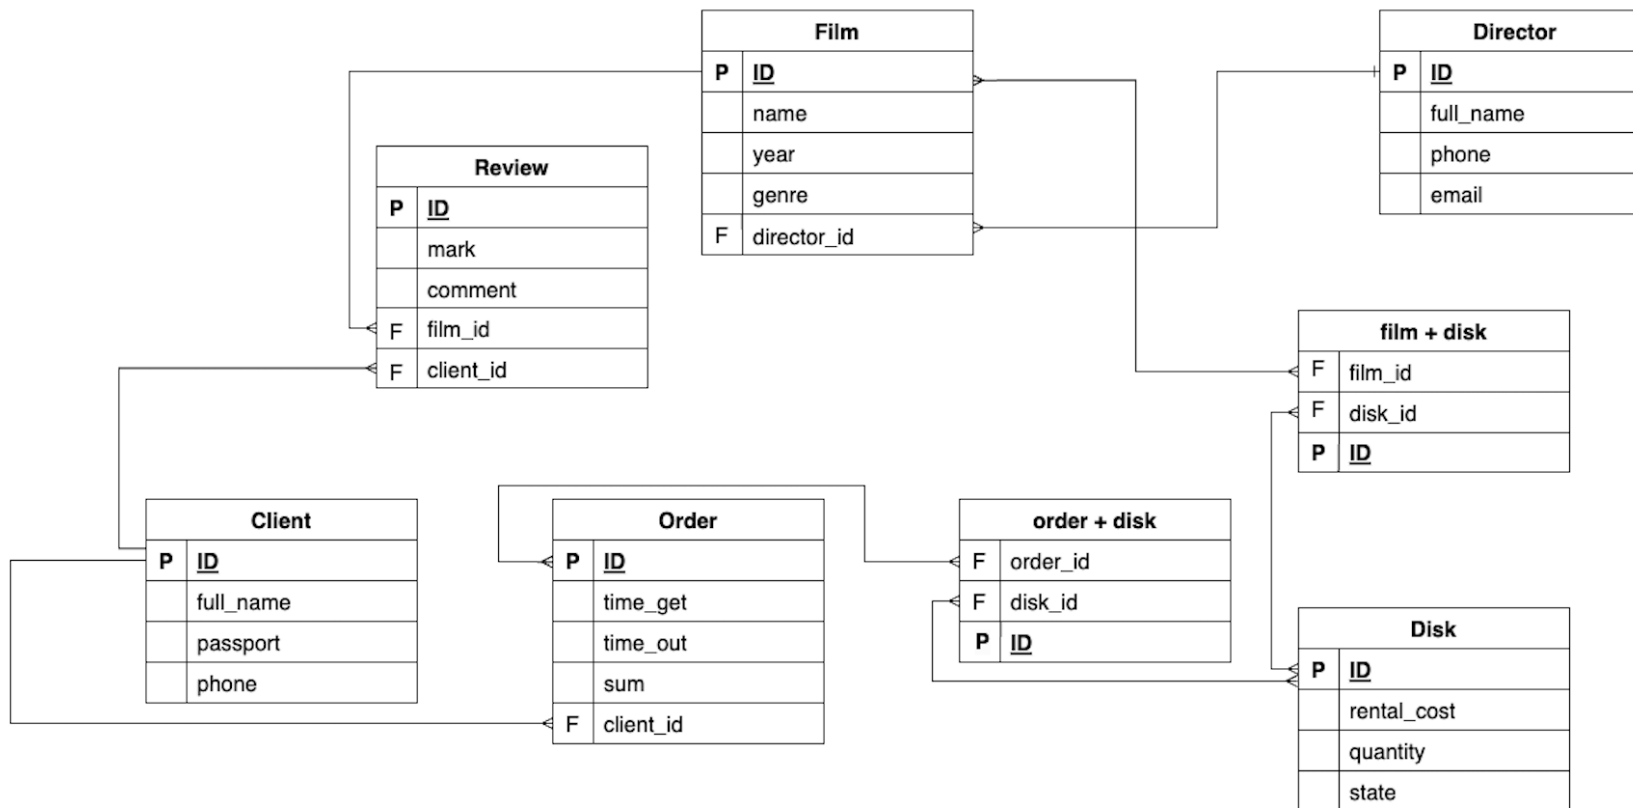 Film
P ID
name
year
genre
F director_id
Director
P ID
full_name
phone
email
Review
P ID
mark
comment
F film_id
F client_id
film + disk
F film_id
F disk_id
P ID
Client
P ID
full_name
passport
phone
Order
P ID
time_get
time_out
sum
F client_id
order + disk
F order_id
F disk_id
P ID
Disk
P ID
rental_cost
quantity
state